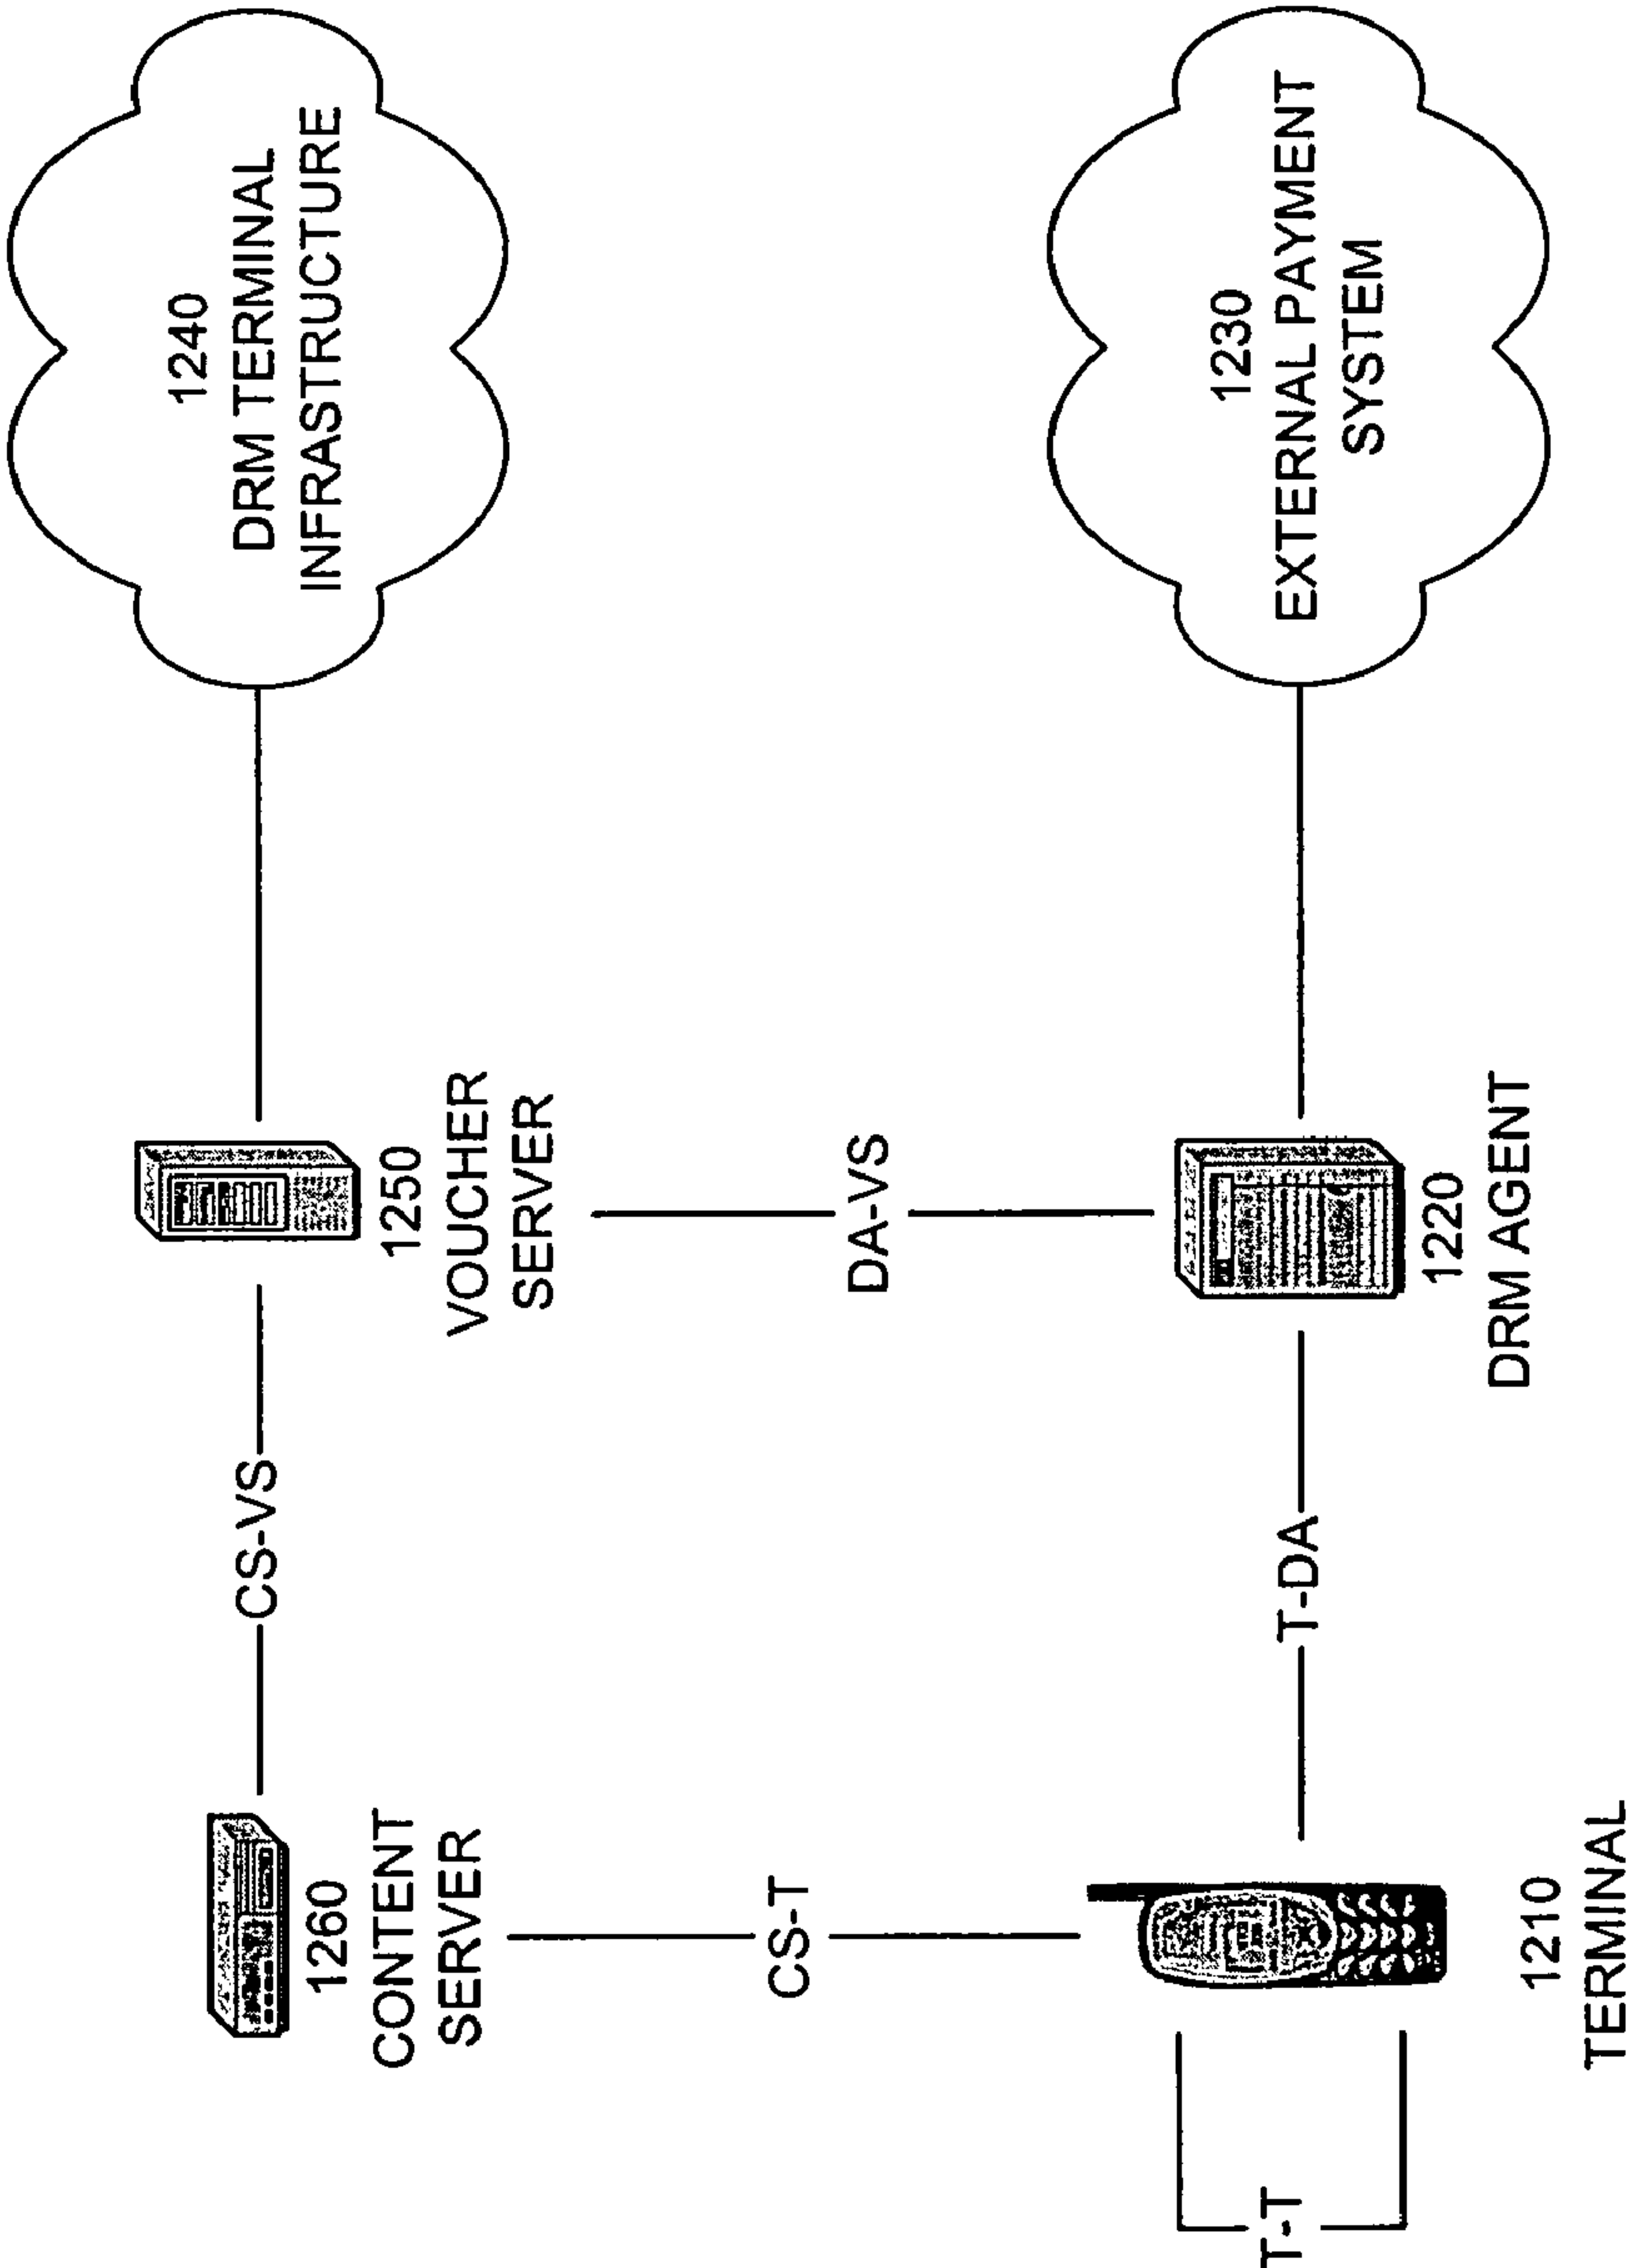 1260
CONTENT
SERVER
CS-VS
1250
VOUCHER
SERVER
1240
DRM TERMINAL
INFRASTRUCTURE
CS-T
DA-VS
T-T
1210
TERMINAL
T-DA
1220
DRM AGENT
1230
EXTERNAL PAYMENT
SYSTEM